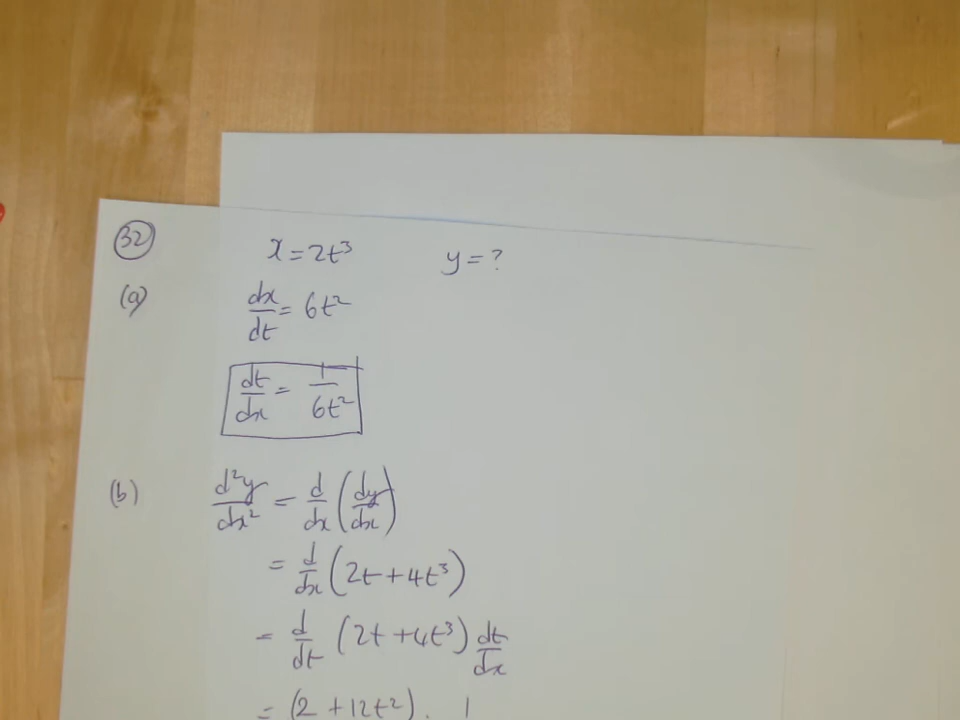 32 x = 2t³ y = ?
(a) dx/dt = 6t²
dt/dx = 1/6t²
(b) d²y/dx² = d/dx (dy/dx)
= d/dx (2t + 4t³)
= d/dt (2t + 4t³) dt/dx
= (2 + 12t²) . 1